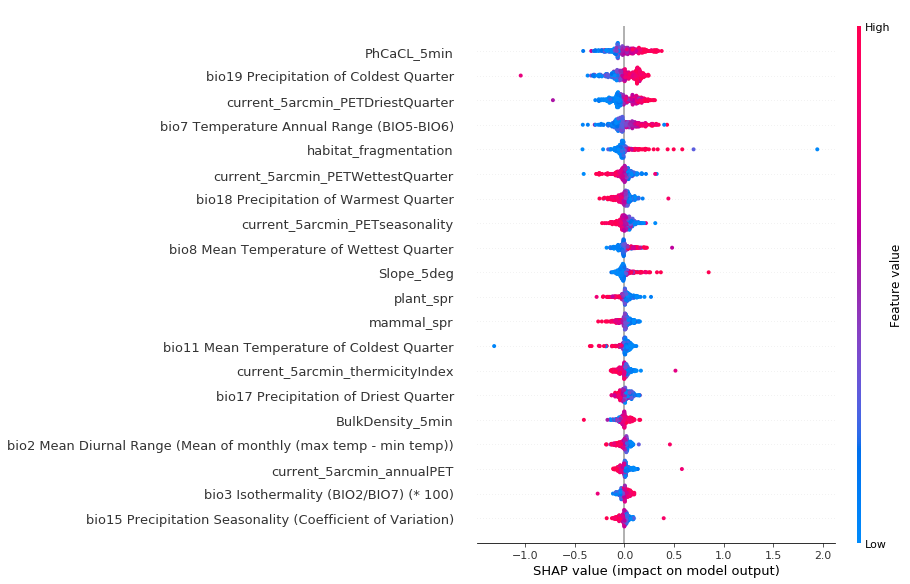 High
PhCaCL_5min
bio19 Precipitation of Coldest Quarter
current_5arcmin_PETDriestQuarter
bio7 Temperature Annual Range (BIO5-BIO6)
habitat_fragmentation
current_5arcmin_PETWettestQuarter
bio18 Precipitation of Warmest Quarter
current_5arcmin_PETseasonality
bio8 Mean Temperature of Wettest Quarter
Slope_5deg
plant_spr
mammal_spr
bio11 Mean Temperature of Coldest Quarter
current_5arcmin_thermicityIndex
bio17 Precipitation of Driest Quarter
BulkDensity_5min
bio2 Mean Diurnal Range (Mean of monthly (max temp - min temp))
current_5arcmin_annualPET
bio3 Isothermality (BIO2/BIO7) (* 100)
bio15 Precipitation Seasonality (Coefficient of Variation)
Feature value
Low
−1.0 −0.5 0.0 0.5 1.0 1.5 2.0
SHAP value (impact on model output)